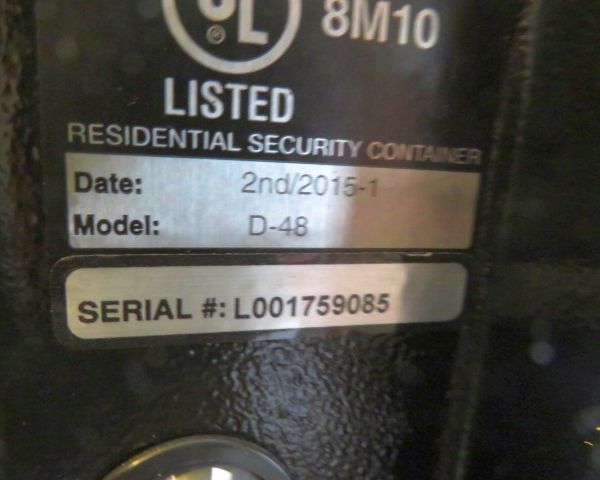 UL ® 8M10
LISTED
RESIDENTIAL SECURITY CONTAINER
Date: 2nd/2015-1
Model: D-48
SERIAL #: L001759085